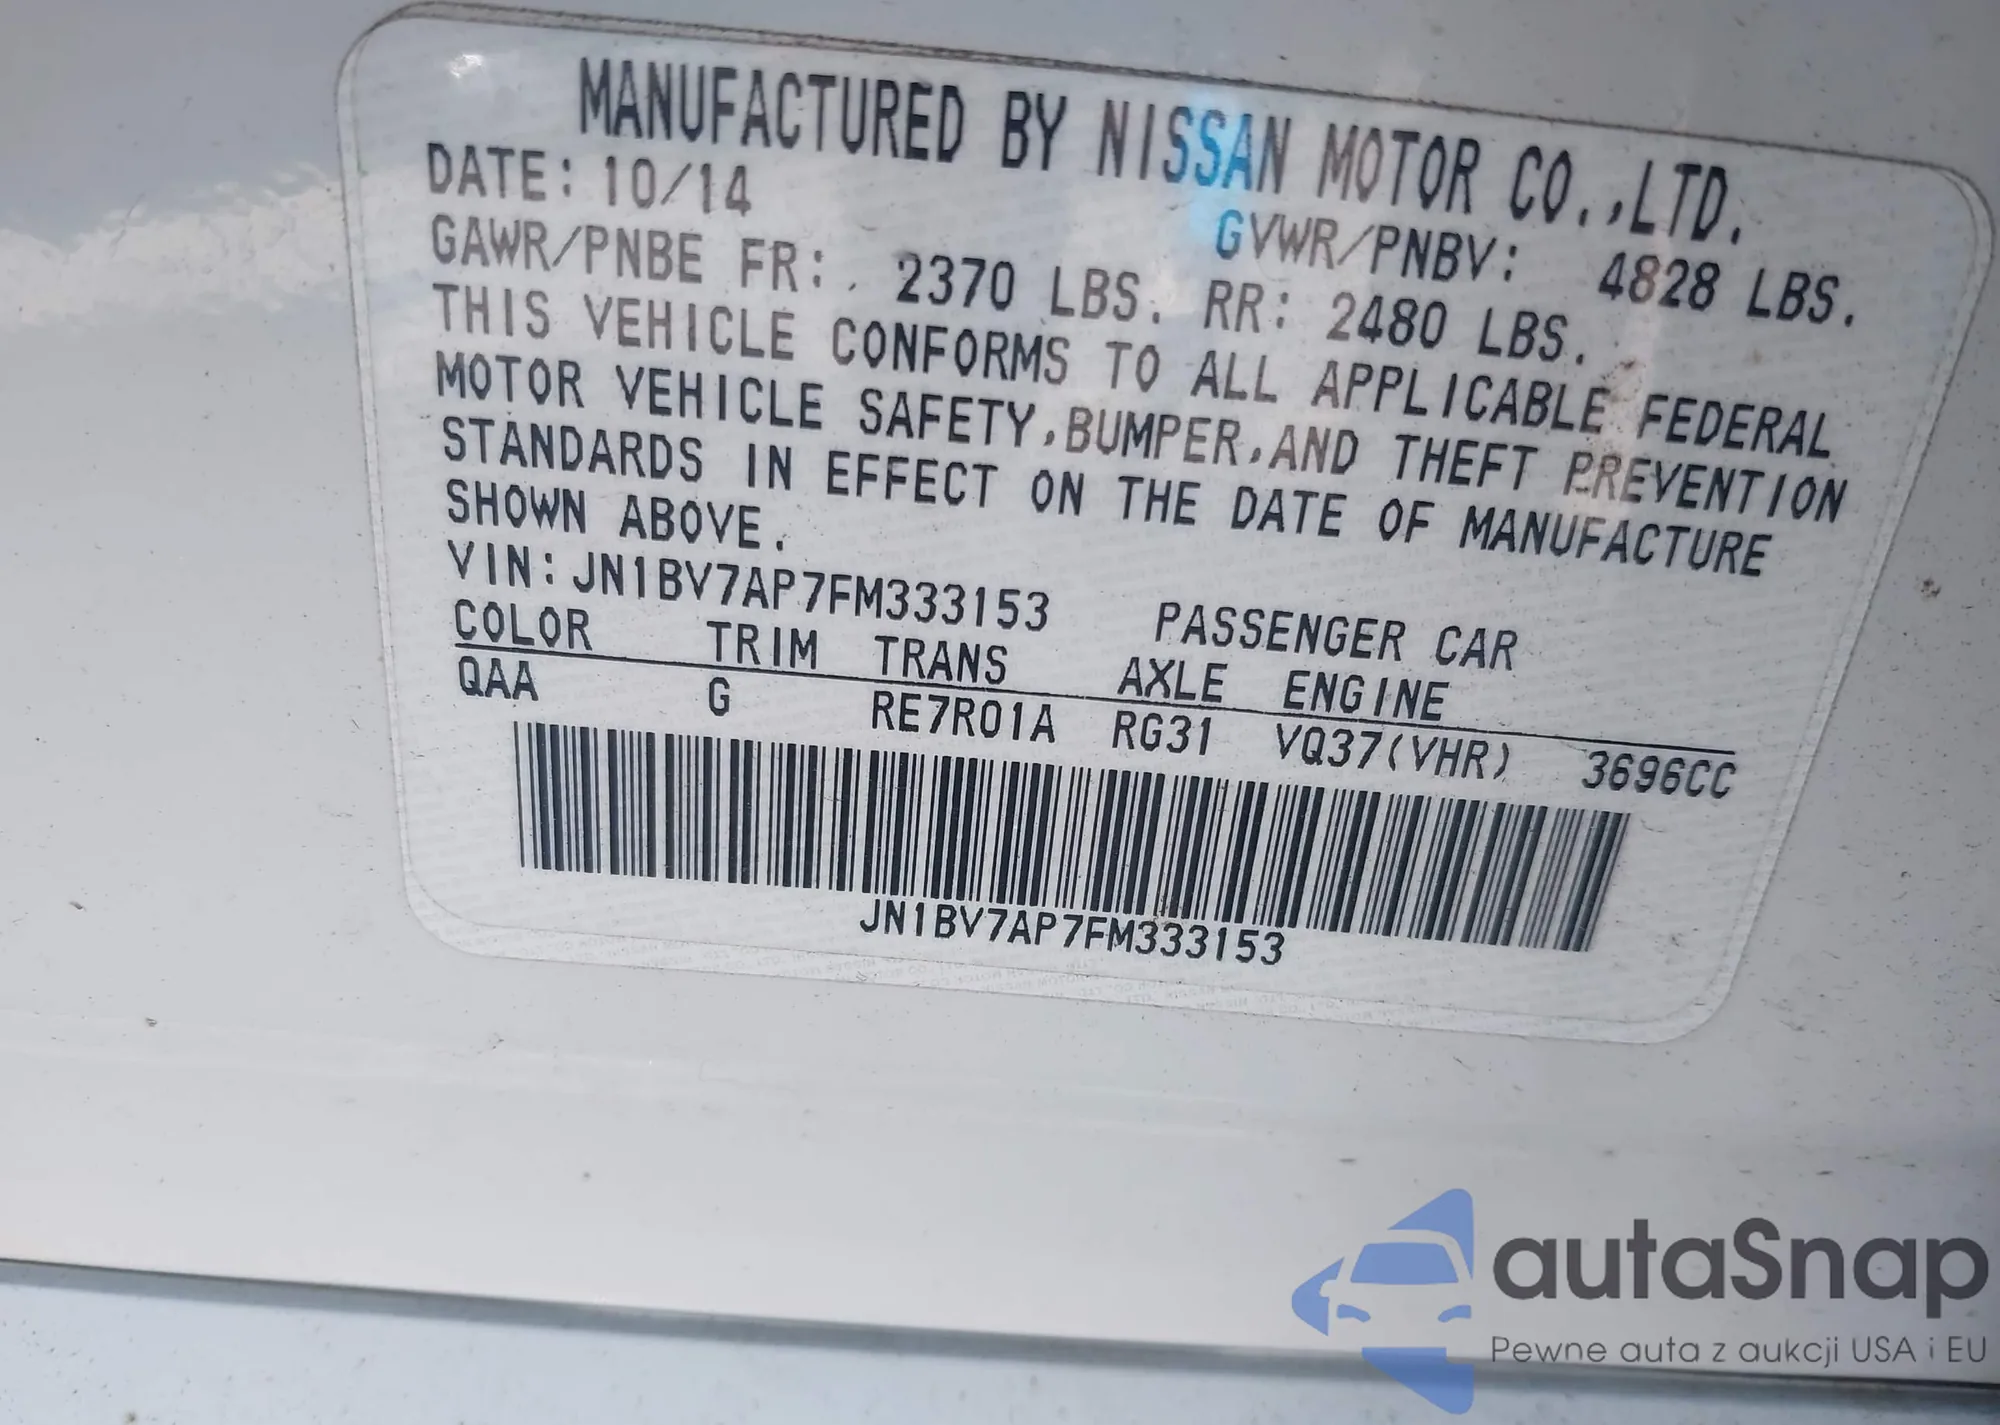 MANUFACTURED BY NISSAN MOTOR CO.,LTD.
DATE: 10/14 GVWR/PNBV: 4828 LBS.
GAWR/PNBE FR: 2370 LBS. RR: 2480 LBS.
THIS VEHICLE CONFORMS TO ALL APPLICABLE FEDERAL
MOTOR VEHICLE SAFETY,BUMPER,AND THEFT PREVENTION
STANDARDS IN EFFECT ON THE DATE OF MANUFACTURE
SHOWN ABOVE.
VIN: JN1BV7AP7FM333153 PASSENGER CAR
COLOR TRIM TRANS AXLE ENGINE
QAA G RE7R01A RG31 VQ37(VHR) 3696CC
JN1BV7AP7FM333153
autaSnap
Pewne auta z aukcji USA i EU